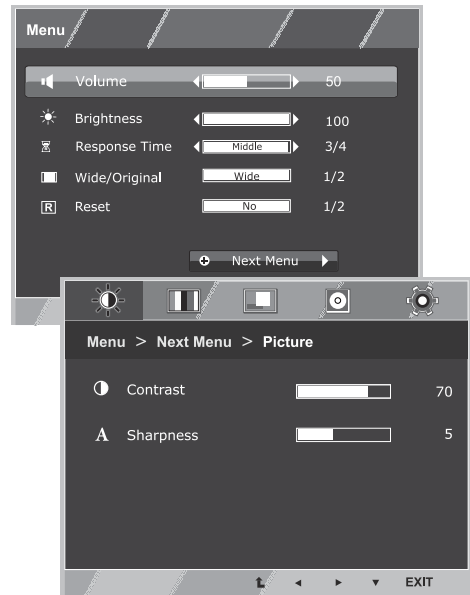 Menu
Volume 50
Brightness 100
Response Time Middle 3/4
Wide/Original Wide 1/2
R Reset No 1/2
Next Menu
Menu > Next Menu > Picture
Contrast 70
A Sharpness 5
EXIT